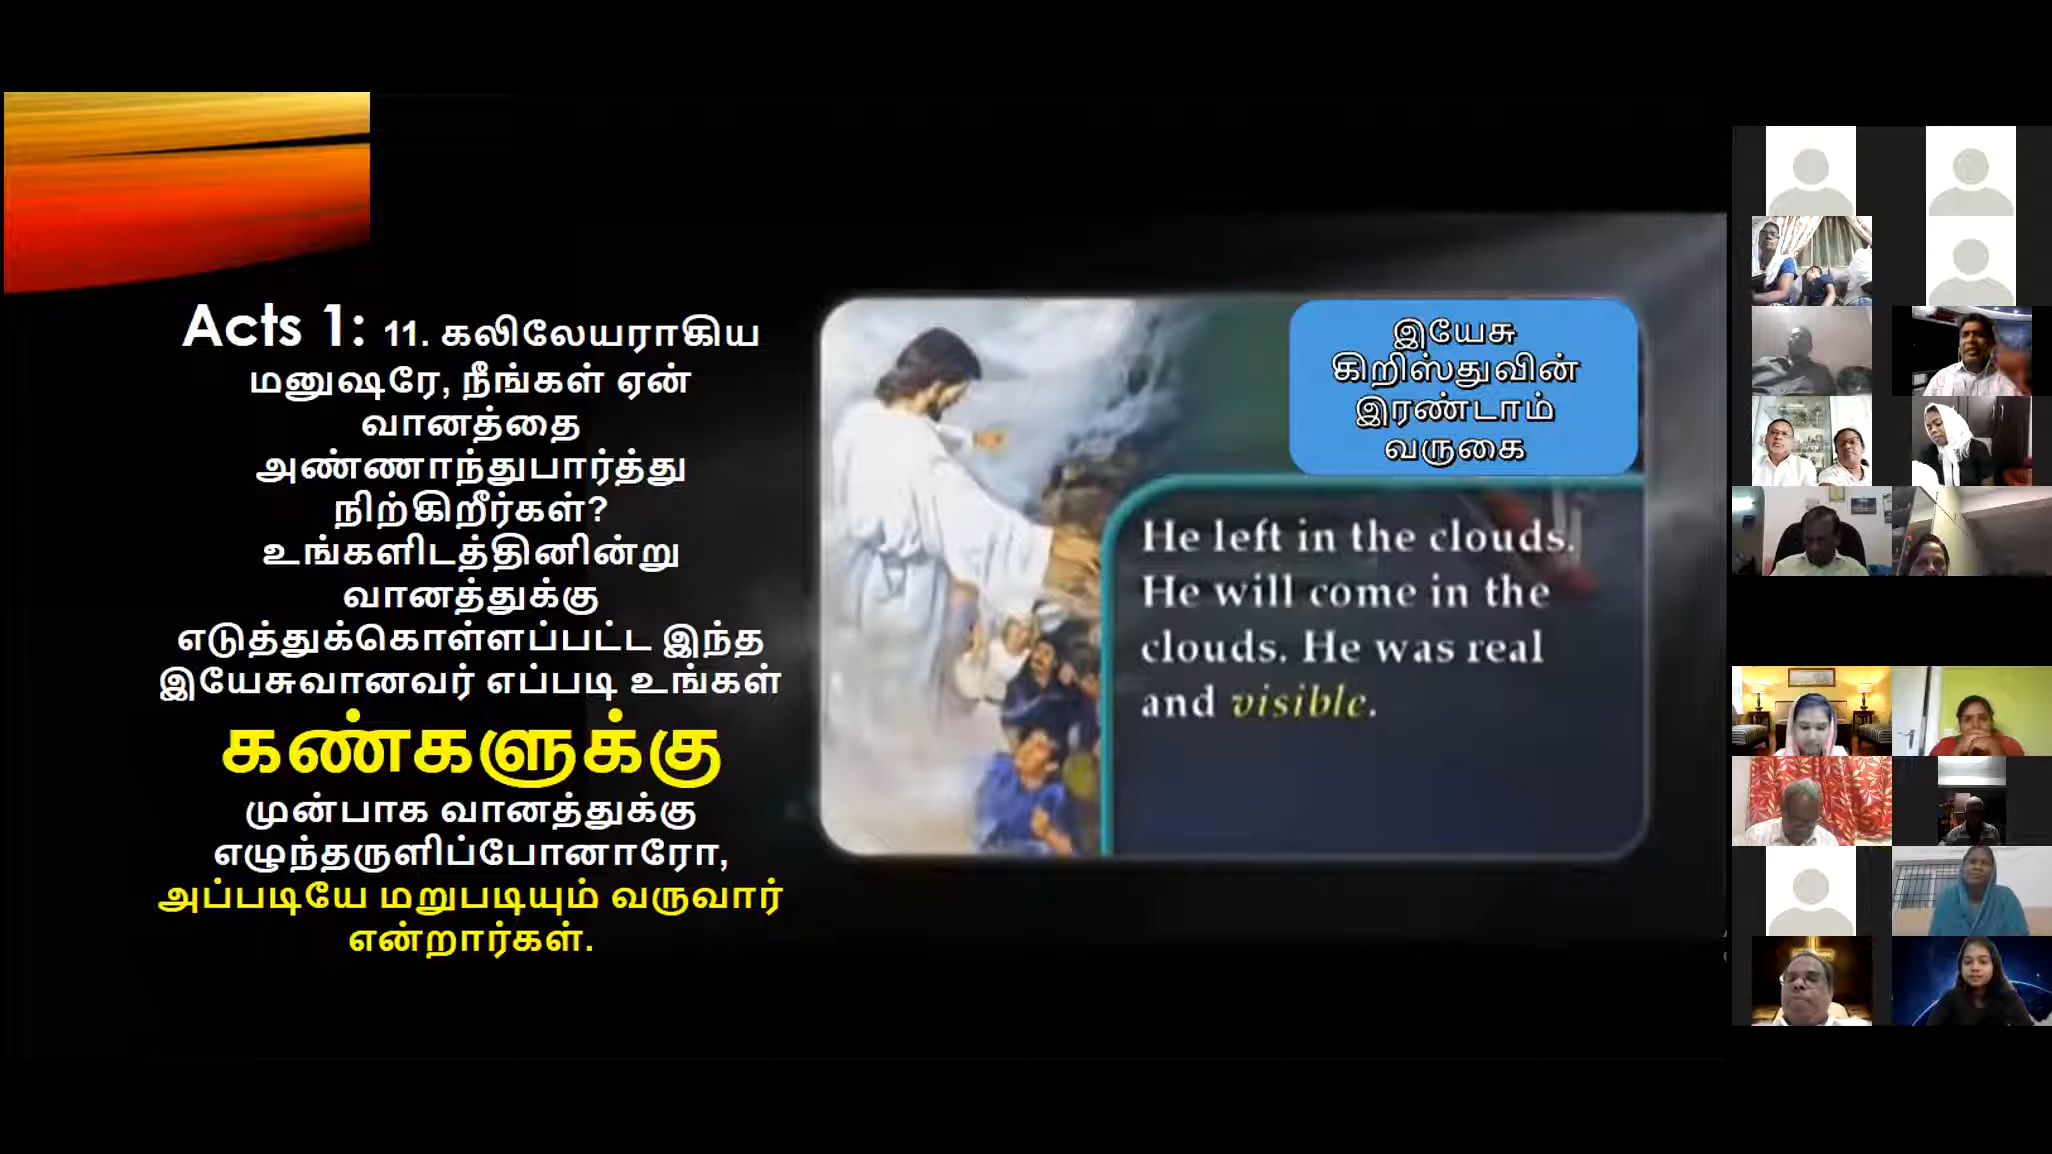 Acts 1: 11. கலிலேயராகிய
மனுஷரே, நீங்கள் ஏன்
வானத்தை
அண்ணாந்துபார்த்து
நிற்கிறீர்கள்?
உங்களிடத்தினின்று
வானத்துக்கு
எடுத்துக்கொள்ளப்பட்ட இந்த
இயேசுவானவர் எப்படி உங்கள்
கண்களுக்கு
முன்பாக வானத்துக்கு
எழுந்தருளிப்போனாரோ,
அப்படியே மறுபடியும் வருவார்
என்றார்கள்.
இயேசு
கிறிஸ்துவின்
இரண்டாம்
வருகை
He left in the clouds.
He will come in the
clouds. He was real
and visible.